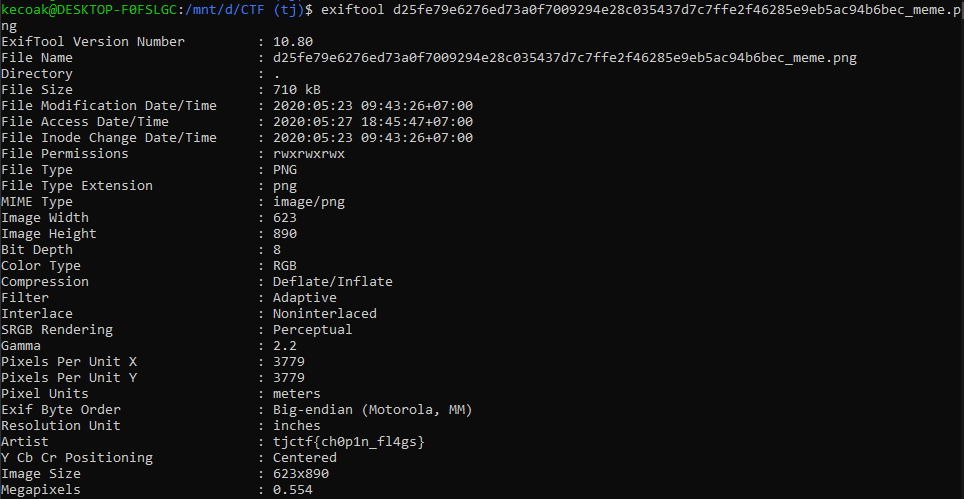 kecoak@DESKTOP-F0FSLGC:/mnt/d/CTF (tj)$ exiftool d25fe79e6276ed73a0f7009294e28c035437d7c7ffe2f46285e9eb5ac94b6bec_meme.p
ng
ExifTool Version Number         : 10.80
File Name                       : d25fe79e6276ed73a0f7009294e28c035437d7c7ffe2f46285e9eb5ac94b6bec_meme.png
Directory                       : .
File Size                       : 710 kB
File Modification Date/Time     : 2020:05:23 09:43:26+07:00
File Access Date/Time           : 2020:05:27 18:45:47+07:00
File Inode Change Date/Time     : 2020:05:23 09:43:26+07:00
File Permissions                : rwxrwxrwx
File Type                       : PNG
File Type Extension             : png
MIME Type                       : image/png
Image Width                     : 623
Image Height                    : 890
Bit Depth                       : 8
Color Type                      : RGB
Compression                     : Deflate/Inflate
Filter                          : Adaptive
Interlace                       : Noninterlaced
SRGB Rendering                  : Perceptual
Gamma                           : 2.2
Pixels Per Unit X               : 3779
Pixels Per Unit Y               : 3779
Pixel Units                     : meters
Exif Byte Order                 : Big-endian (Motorola, MM)
Resolution Unit                 : inches
Artist                          : tjctf{ch0p1n_fl4gs}
Y Cb Cr Positioning             : Centered
Image Size                      : 623x890
Megapixels                      : 0.554